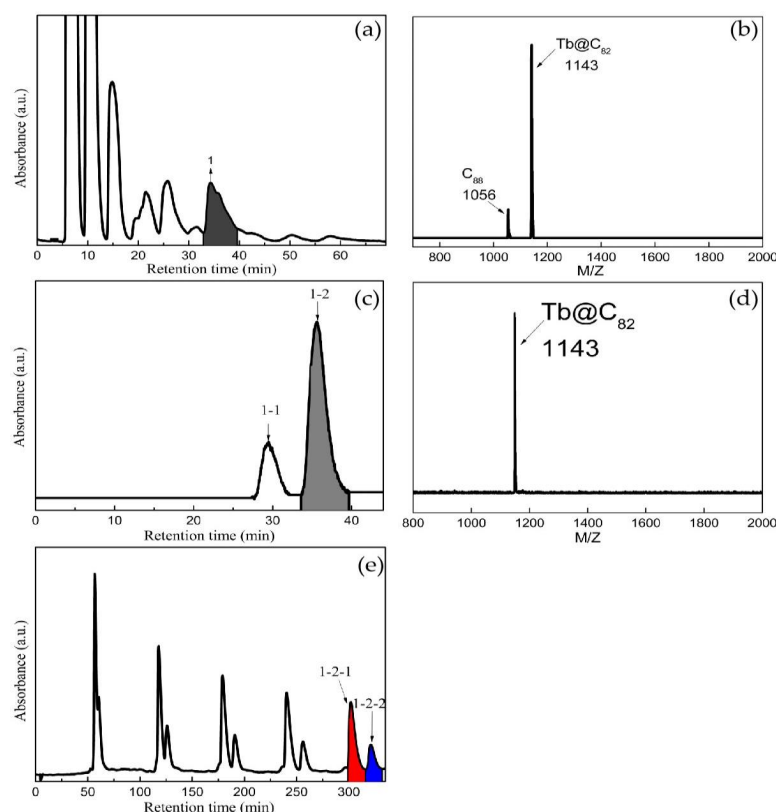 (a)
1
Absorbance (a.u.)
0 10 20 30 40 50 60
Retention time (min)
(b)
Tb@C₈₂
1143
C₈₈
1056
800 1000 1200 1400 1600 1800 2000
M/Z
(c)
1-2
1-1
Absorbance (a.u.)
0 10 20 30 40
Retention time (min)
(d)
Tb@C₈₂
1143
800 1000 1200 1400 1600 1800 2000
M/Z
(e)
1-2-1
1-2-2
Absorbance (a.u.)
0 50 100 150 200 250 300
Retention time (min)